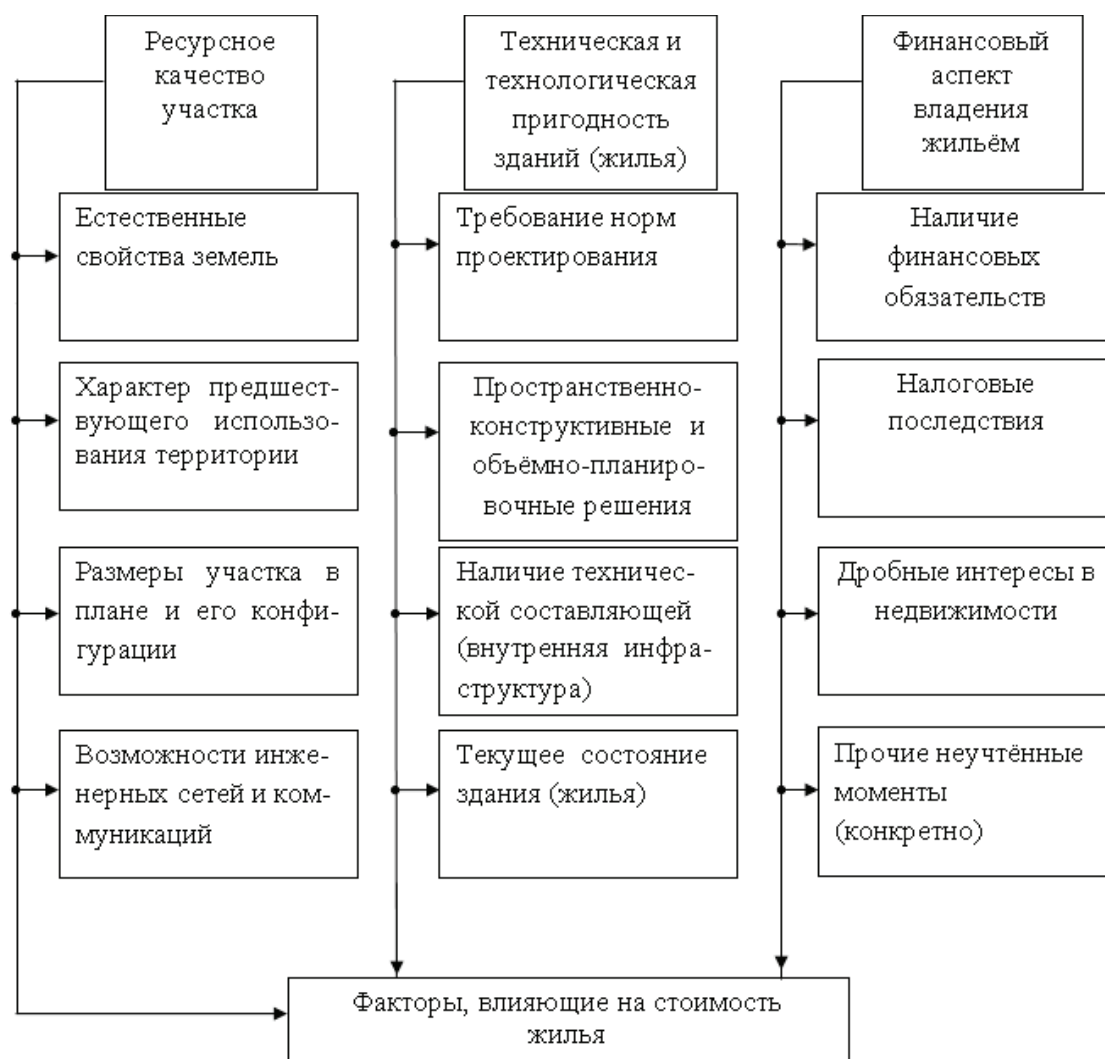 Ресурсное
качество
участка
Естественные
свойства земель
Характер предшест-
вующего использо-
вания территории
Размеры участка в
плане и его конфи-
гурации
Возможности инже-
нерных сетей и ком-
муникаций
Техническая и
технологическая
пригодность
зданий (жилья)
Требование норм
проектирования
Пространственно-
конструктивные и
объёмно-планиро-
вочные решения
Наличие техничес-
кой составляющей
(внутренняя инфра-
структура)
Текущее состояние
здания (жилья)
Финансовый
аспект
владения
жильём
Наличие
финансовых
обязательств
Налоговые
последствия
Дробные интересы в
недвижимости
Прочие неучтённые
моменты
(конкретно)
Факторы, влияющие на стоимость
жилья